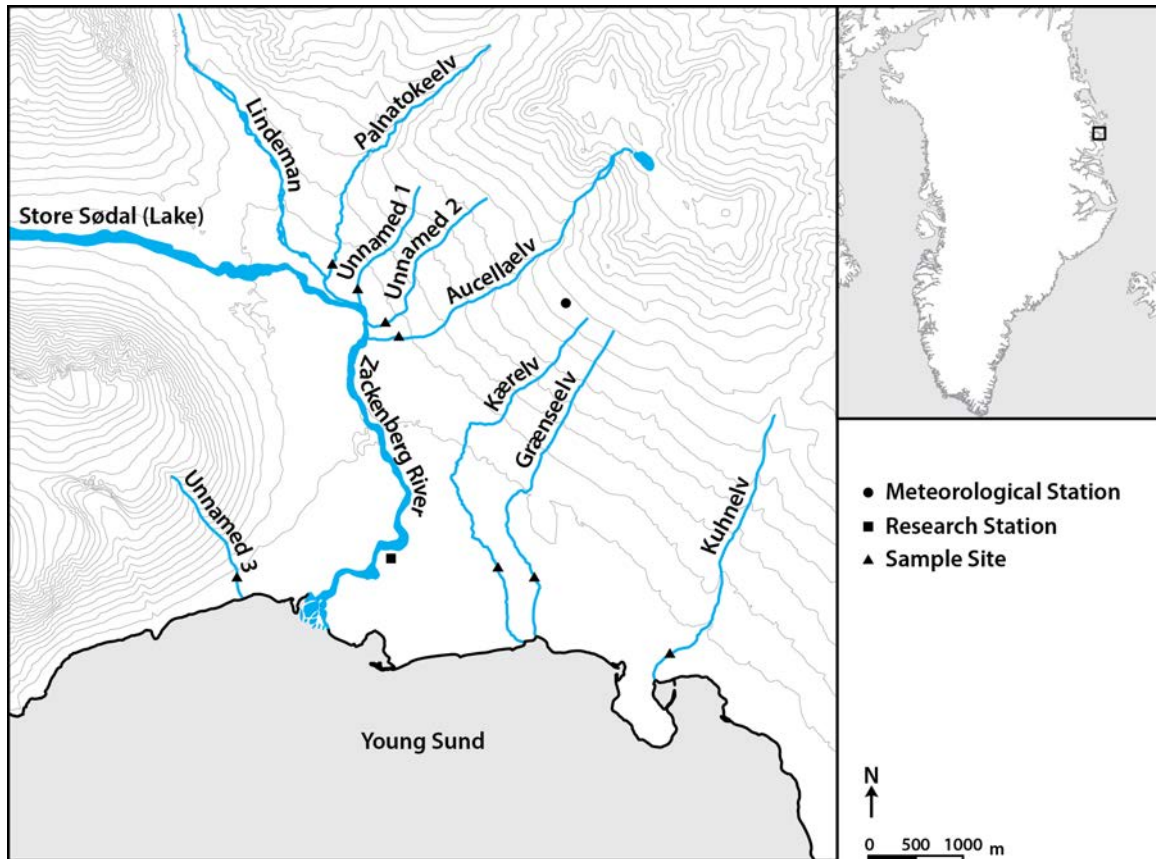 Lindeman
Palnatokeelv
Unnamed 1
Unnamed 2
Store Sødal (Lake)
Aucellaelv
Zackenberg River
Kærelv
Grænseelv
Kuhnelv
Unnamed 3
Young Sund
Meteorological Station
Research Station
Sample Site
N
0 500 1000 m